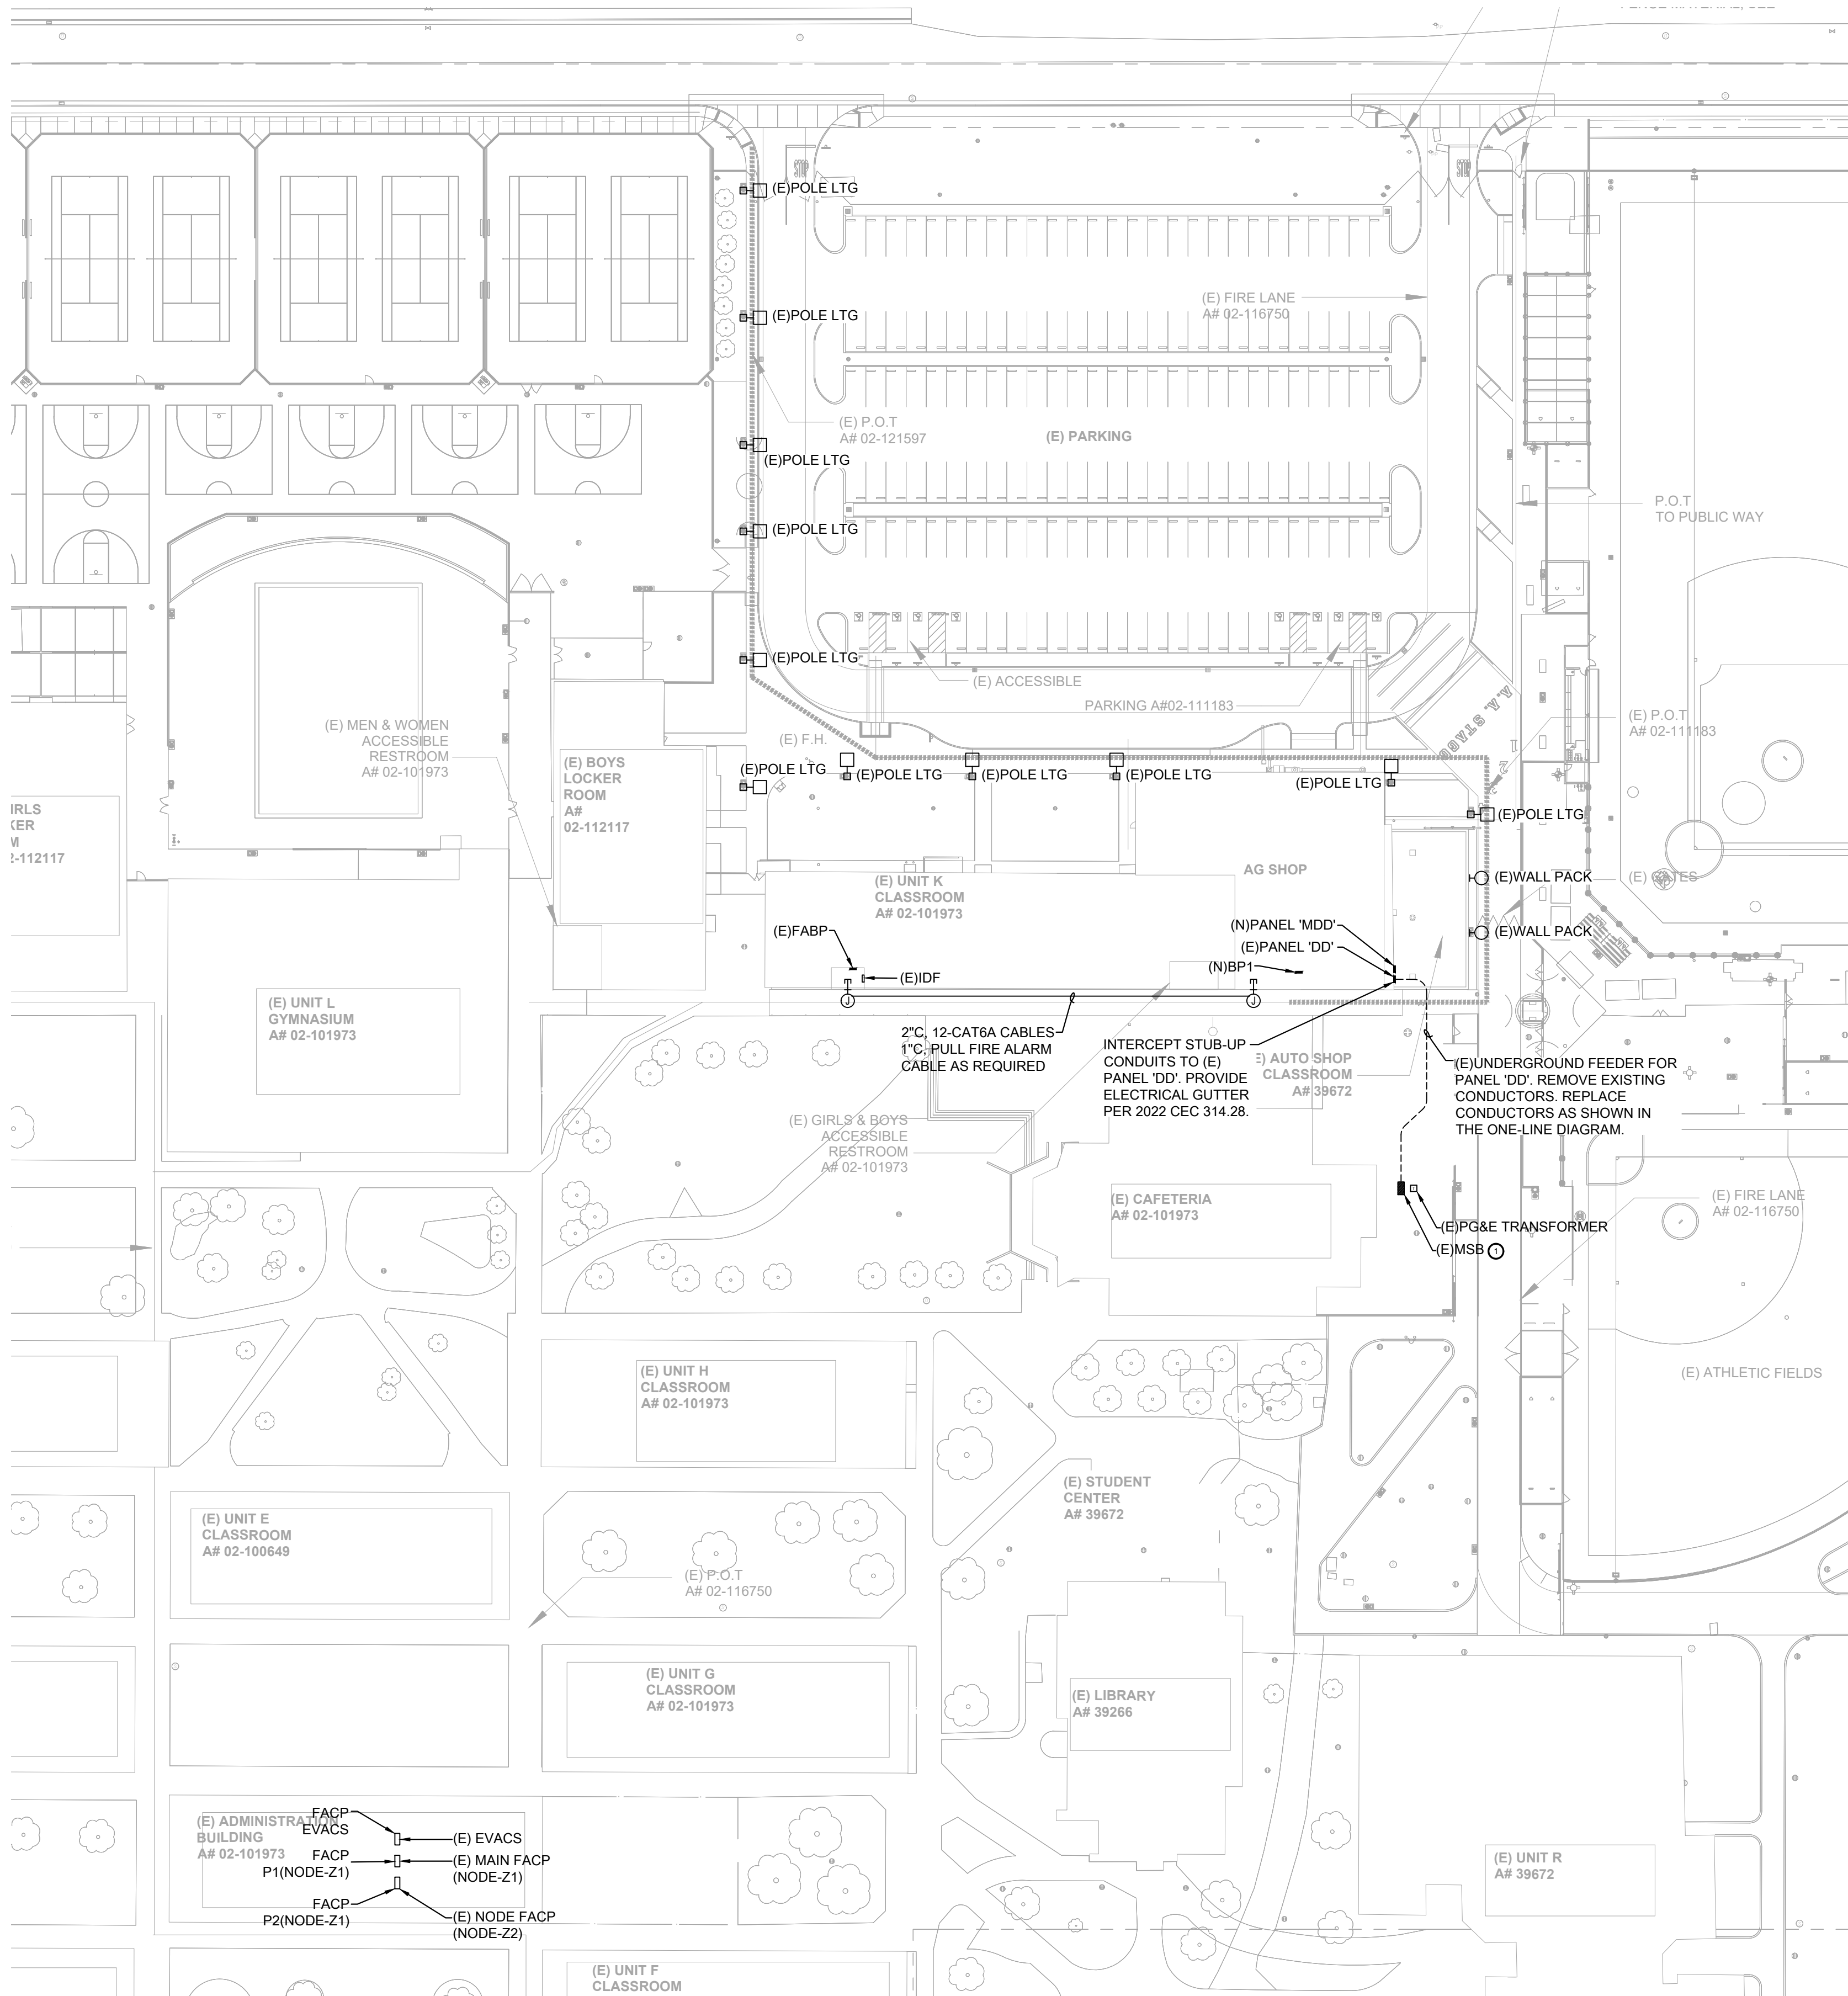 STOP
STOP
(E)POLE LTG
(E) FIRE LANE
A# 02-116750
(E)POLE LTG
(E) P.O.T
A# 02-121597
(E) PARKING
(E)POLE LTG
P.O.T
TO PUBLIC WAY
(E)POLE LTG
(E)POLE LTG
(E) ACCESSIBLE
PARKING A#02-111183
(E) MEN & WOMEN
ACCESSIBLE
RESTROOM
A# 02-101973
(E) P.O.T
A# 02-111183
(E) F.H.
(E) BOYS
LOCKER
ROOM
A#
02-112117
(E)POLE LTG
(E)POLE LTG
(E)POLE LTG
(E)POLE LTG
(E)POLE LTG
(E)POLE LTG
2-112117
AG SHOP
(E)WALL PACK
(E) GATES
(E) UNIT K
CLASSROOM
A# 02-101973
(E)WALL PACK
(E)FABP
(N)PANEL 'MDD'
(E)PANEL 'DD'
(N)BP1
(E)IDF
J
J
(E) UNIT L
GYMNASIUM
A# 02-101973
2"C, 12-CAT6A CABLES
1"C, PULL FIRE ALARM
CABLE AS REQUIRED
INTERCEPT STUB-UP
CONDUITS TO (E)
PANEL 'DD'. PROVIDE
ELECTRICAL GUTTER
PER 2022 CEC 314.28.
E) AUTO SHOP
CLASSROOM
A# 39672
(E)UNDERGROUND FEEDER FOR
PANEL 'DD'. REMOVE EXISTING
CONDUCTORS. REPLACE
CONDUCTORS AS SHOWN IN
THE ONE-LINE DIAGRAM.
(E) GIRLS & BOYS
ACCESSIBLE
RESTROOM
A# 02-101973
(E) CAFETERIA
A# 02-101973
(E) FIRE LANE
A# 02-116750
(E)PG&E TRANSFORMER
(E)MSB 1
(E) ATHLETIC FIELDS
(E) UNIT H
CLASSROOM
A# 02-101973
(E) STUDENT
CENTER
A# 39672
(E) UNIT E
CLASSROOM
A# 02-100649
(E) P.O.T
A# 02-116750
(E) UNIT G
CLASSROOM
A# 02-101973
(E) LIBRARY
A# 39266
(E) ADMINISTRATION
BUILDING
A# 02-101973
FACP
EVACS
(E) EVACS
FACP
P1(NODE-Z1)
(E) MAIN FACP
(NODE-Z1)
FACP
P2(NODE-Z1)
(E) NODE FACP
(NODE-Z2)
(E) UNIT R
A# 39672
(E) UNIT F
CLASSROOM